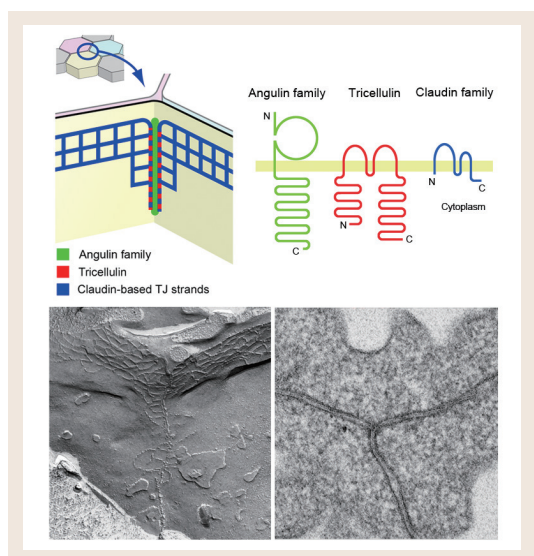 Angulin family
Tricellulin
Claudin family
N
C
N
C
N
C
Cytoplasm
Angulin family
Tricellulin
Claudin-based TJ strands